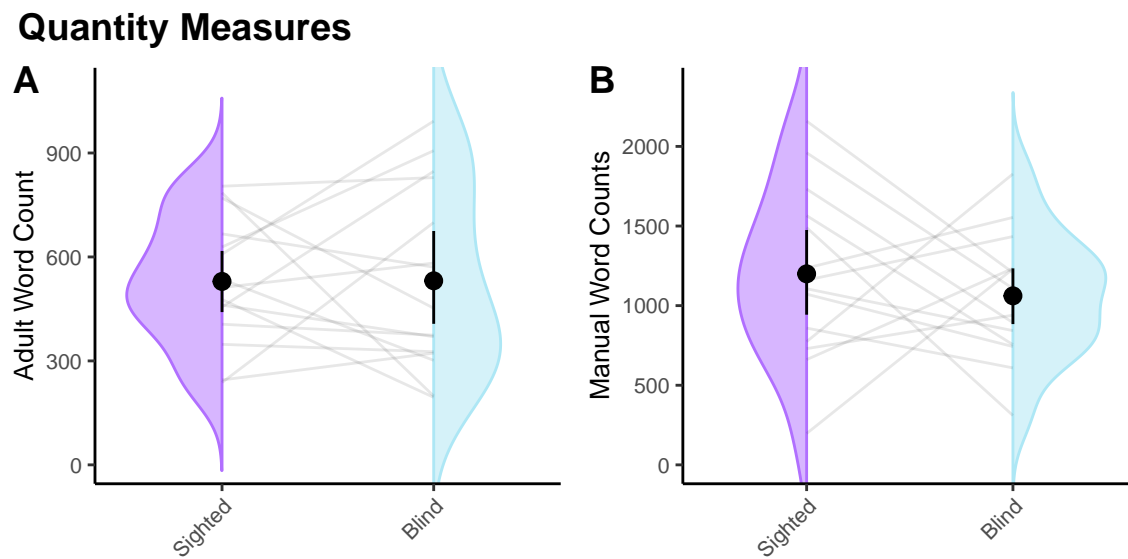 Quantity Measures
A
Adult Word Count
900
600
300
0
Sighted
Blind
B
Manual Word Counts
2000
1500
1000
500
0
Sighted
Blind